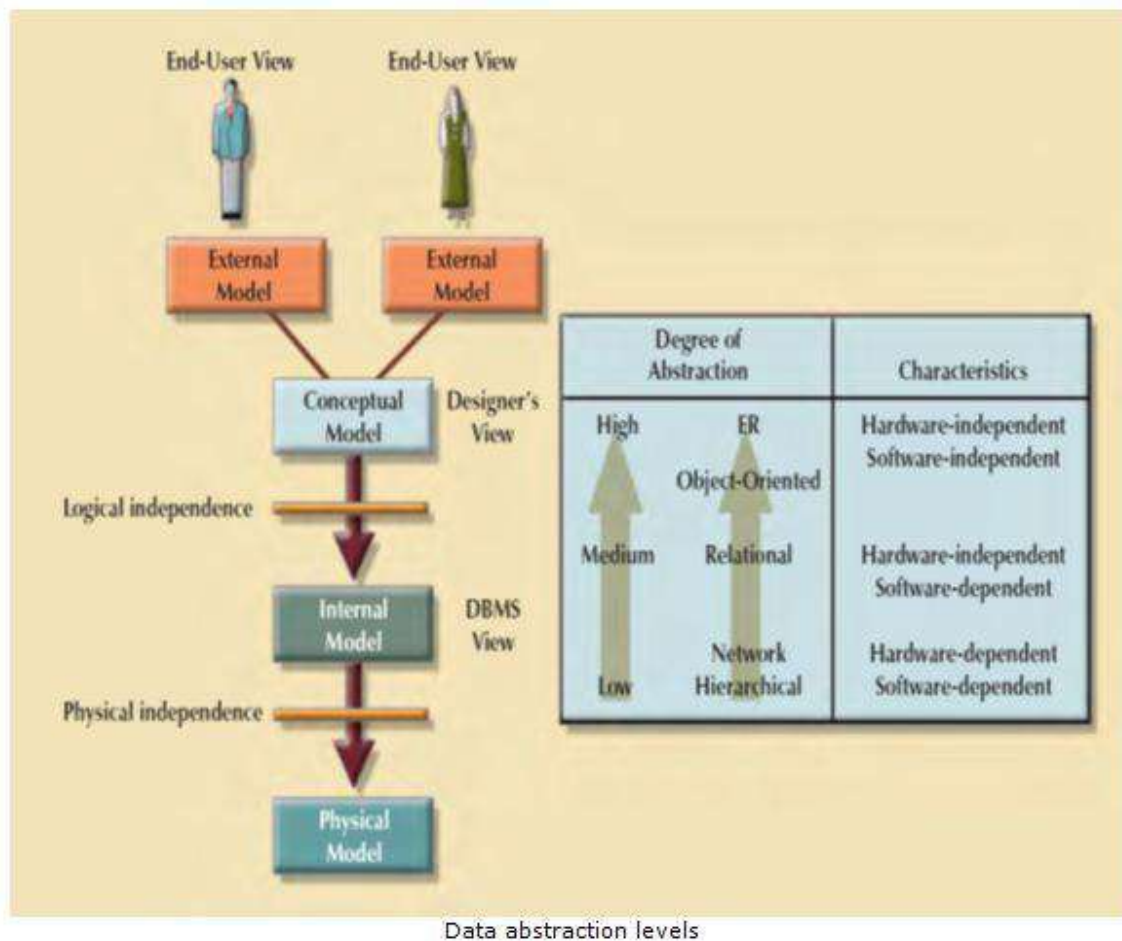 End-User View
End-User View
External
Model
External
Model
Conceptual
Model
Designer's
View
Logical independence
Internal
Model
DBMS
View
Physical independence
Physical
Model
Degree of
Abstraction
Characteristics
High
ER
Hardware-independent
Software-independent
Object-Oriented
Medium
Relational
Hardware-independent
Software-dependent
Network
Hardware-dependent
Low
Hierarchical
Software-dependent
Data abstraction levels